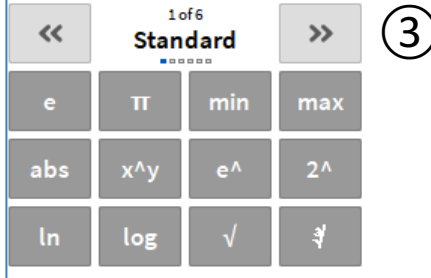 « 1 of 6 » ③
Standard
e π min max
abs x^y e^ 2^
ln log √